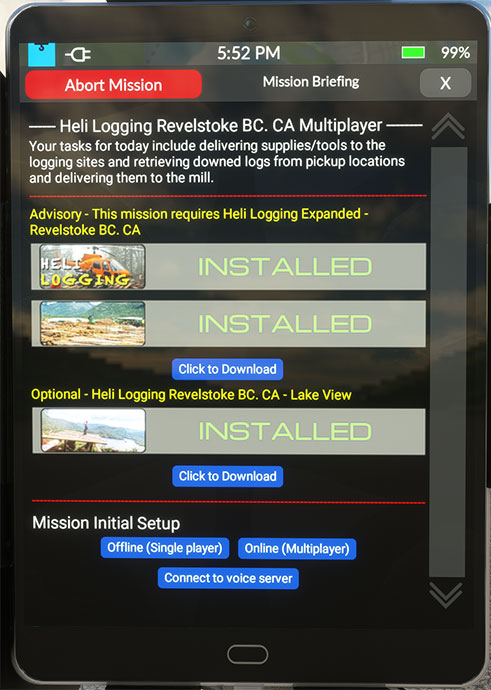 5:52 PM
99%
Abort Mission
Mission Briefing
X
Heli Logging Revelstoke BC. CA Multiplayer
Your tasks for today include delivering supplies/tools to the
logging sites and retrieving downed logs from pickup locations
and delivering them to the mill.
Advisory - This mission requires Heli Logging Expanded -
Revelstoke BC. CA
HELI
LOGGING
INSTALLED
INSTALLED
Click to Download
Optional - Heli Logging Revelstoke BC. CA - Lake View
INSTALLED
Click to Download
Mission Initial Setup
Offline (Single player)
Online (Multiplayer)
Connect to voice server